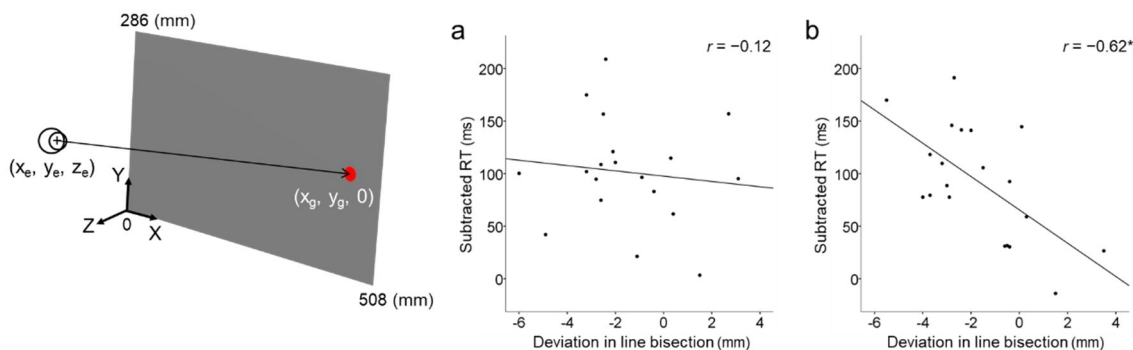 286 (mm)
(xe, ye, ze)
Y
Z
0
X
(xg, yg, 0)
508 (mm)
a
r = −0.12
Subtracted RT (ms)
200
150
100
50
0
-6 -4 -2 0 2 4
Deviation in line bisection (mm)
b
r = −0.62*
Subtracted RT (ms)
200
150
100
50
0
-6 -4 -2 0 2 4
Deviation in line bisection (mm)